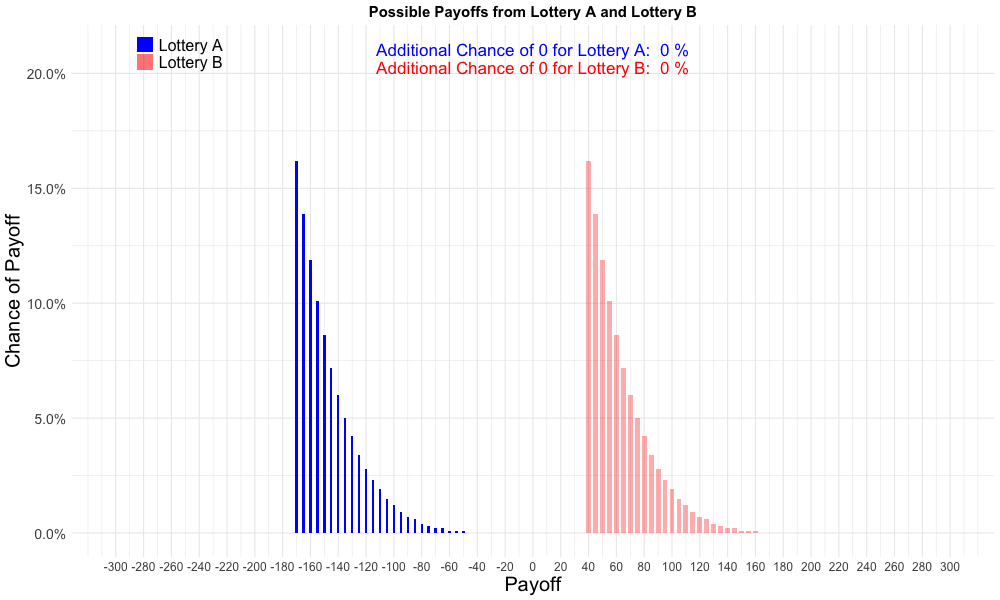 Possible Payoffs from Lottery A and Lottery B
Lottery A
Lottery B
Additional Chance of 0 for Lottery A:  0 %
Additional Chance of 0 for Lottery B:  0 %
Chance of Payoff
20.0%
15.0%
10.0%
5.0%
0.0%
-300 -280 -260 -240 -220 -200 -180 -160 -140 -120 -100 -80 -60 -40 -20 0 20 40 60 80 100 120 140 160 180 200 220 240 260 280 300
Payoff